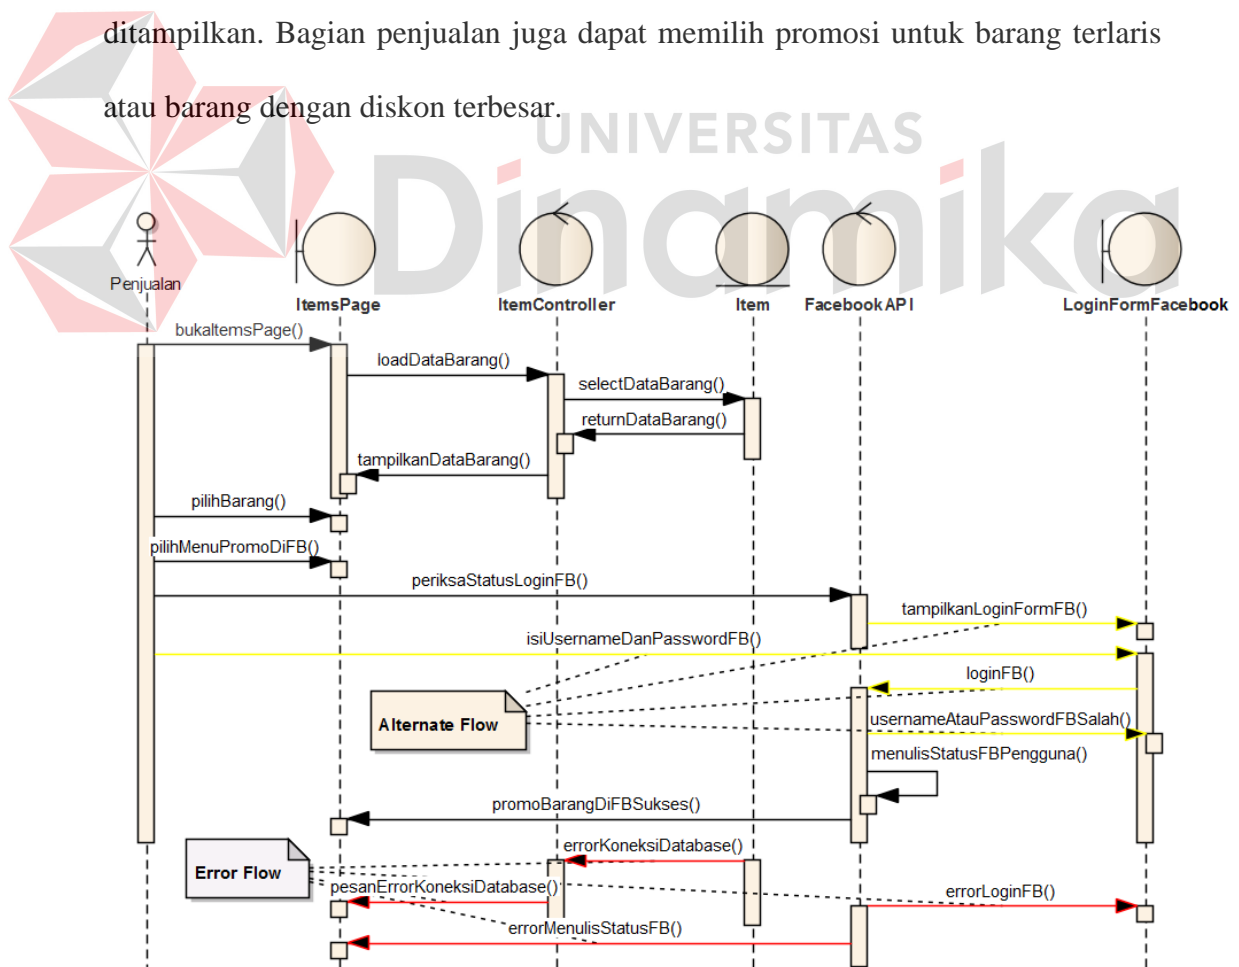 ditampilkan. Bagian penjualan juga dapat memilih promosi untuk barang terlaris
atau barang dengan diskon terbesar.
UNIVERSITAS
Dinamika
Penjualan
ItemsPage
ItemController
Item
FacebookAPI
LoginFormFacebook
bukaItemsPage()
loadDataBarang()
selectDataBarang()
returnDataBarang()
tampilkanDataBarang()
pilihBarang()
pilihMenuPromoDiFB()
periksaStatusLoginFB()
tampilkanLoginFormFB()
isiUsernameDanPasswordFB()
loginFB()
Alternate Flow
usernameAtauPasswordFBSalah()
menulisStatusFBPengguna()
promoBarangDiFBSukses()
errorKoneksiDatabase()
Error Flow
pesanErrorKoneksiDatabase()
errorLoginFB()
errorMenulisStatusFB()